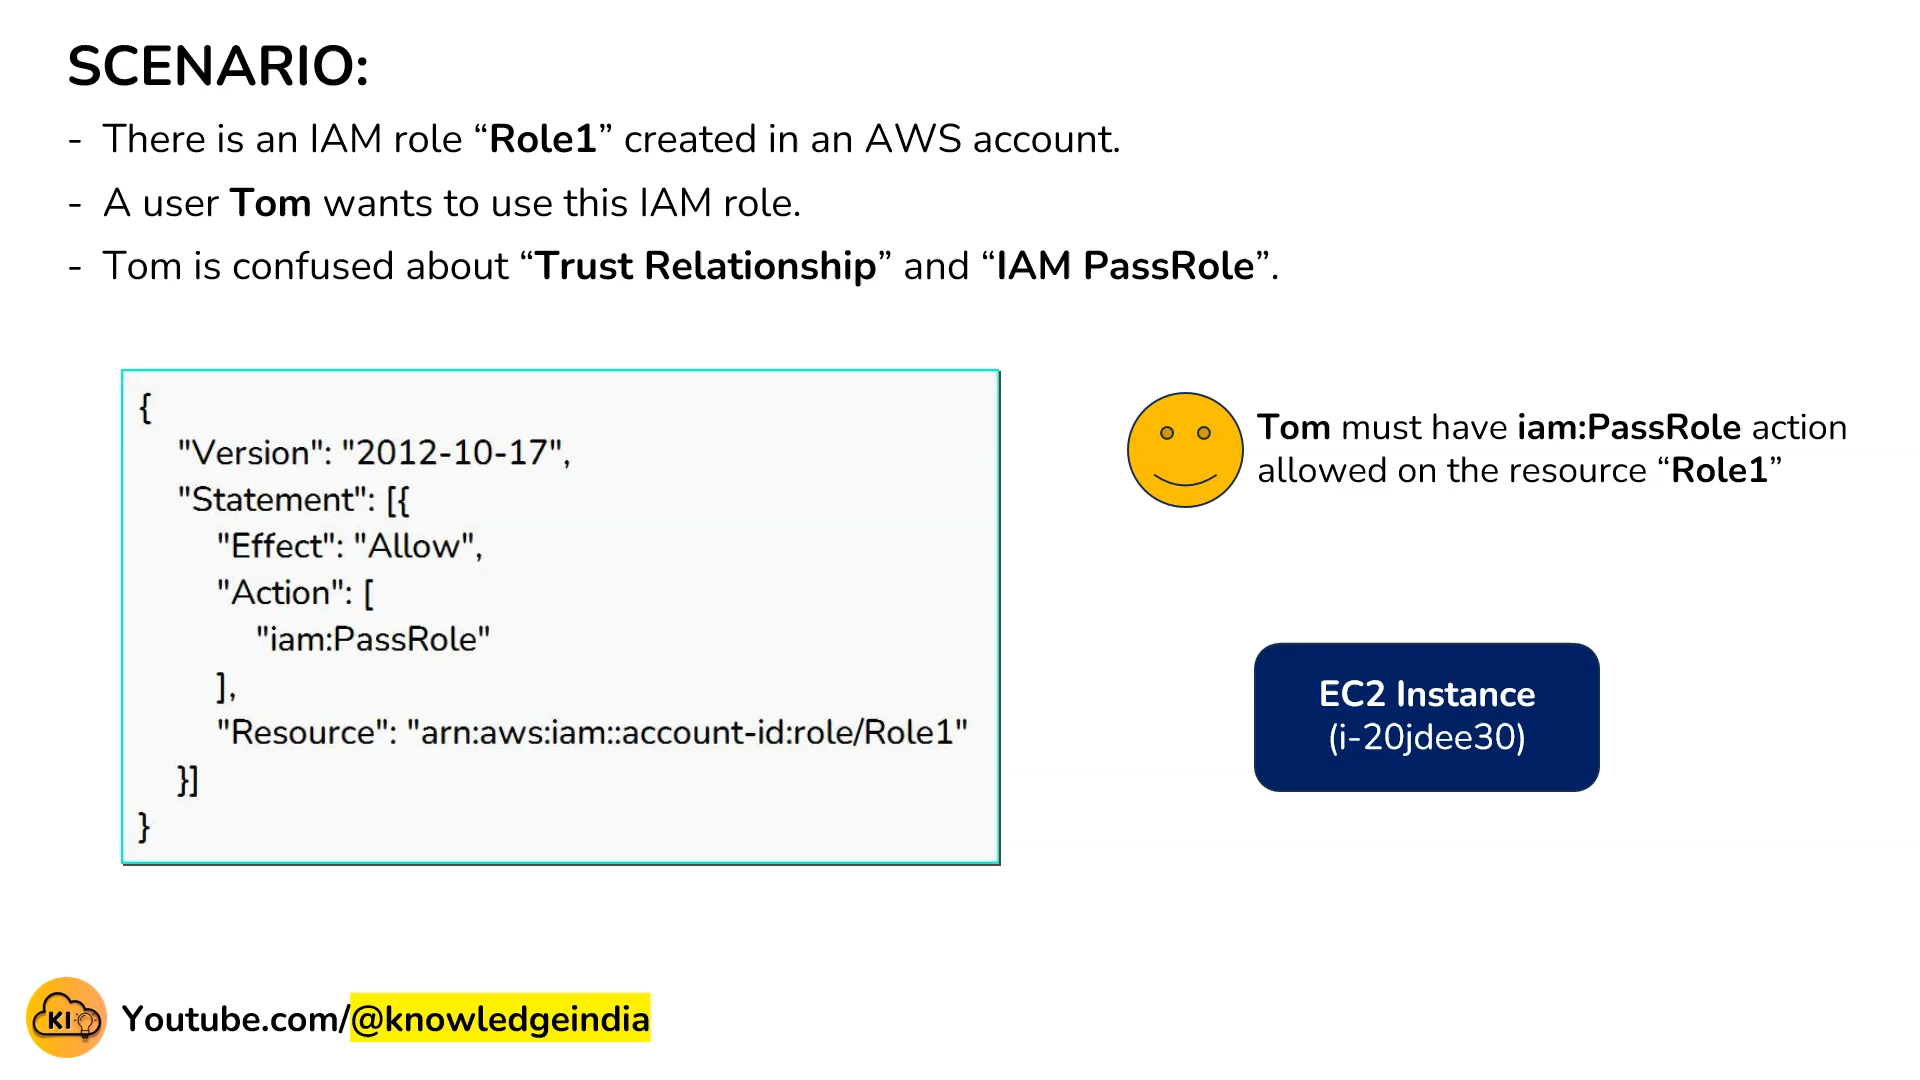 SCENARIO:
- There is an IAM role “Role1” created in an AWS account.
- A user Tom wants to use this IAM role.
- Tom is confused about “Trust Relationship” and “IAM PassRole”.
{
"Version": "2012-10-17",
"Statement": [{
"Effect": "Allow",
"Action": [
"iam:PassRole"
],
"Resource": "arn:aws:iam::account-id:role/Role1"
}]
}
Tom must have iam:PassRole action
allowed on the resource “Role1”
EC2 Instance
(i-20jdee30)
KI
Youtube.com/@knowledgeindia